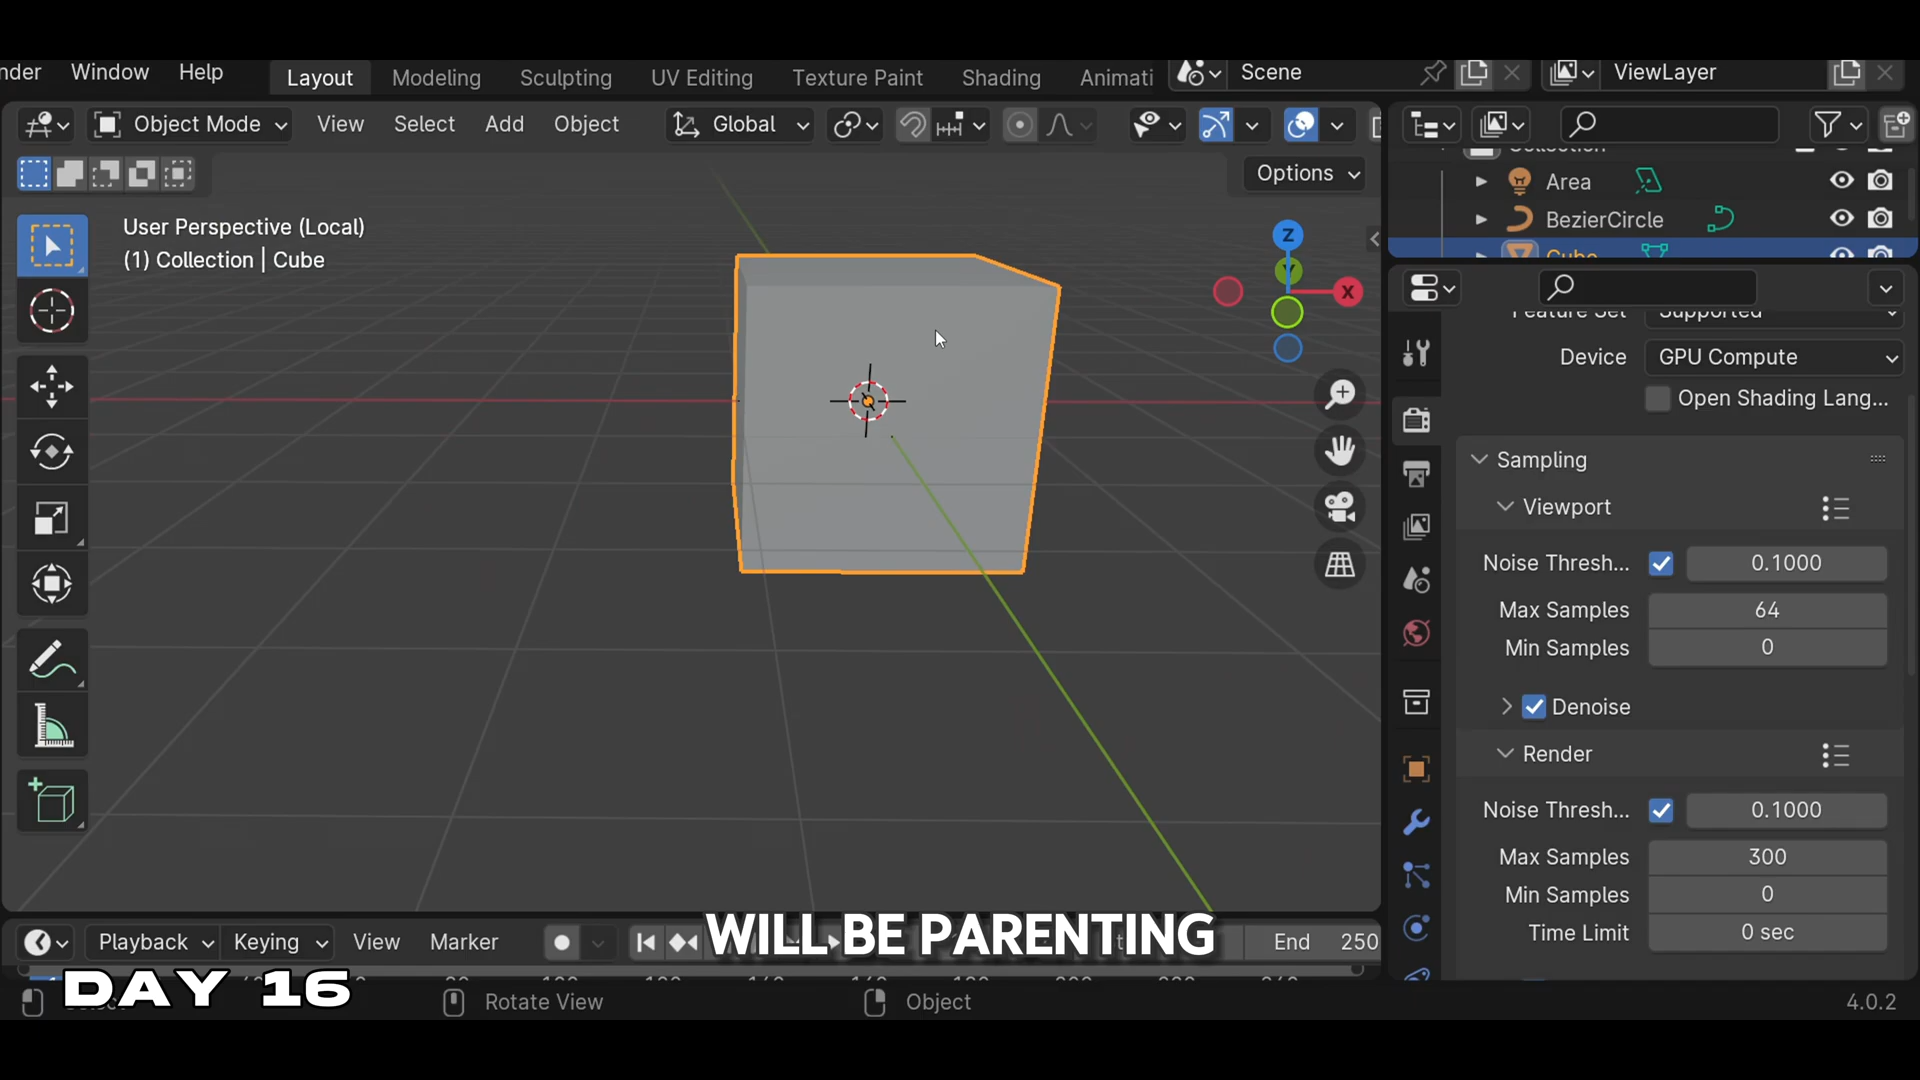 nder Window Help
Layout Modeling Sculpting UV Editing Texture Paint Shading Animati
Scene
ViewLayer
Object Mode View Select Add Object
Global
Options
User Perspective (Local)
(1) Collection | Cube
Z
Y
X
Collection
Area
BezierCircle
Cube
Feature Set Supported
Device GPU Compute
Open Shading Lang...
Sampling
Viewport
Noise Thresh... 0.1000
Max Samples 64
Min Samples 0
Denoise
Render
Noise Thresh... 0.1000
Max Samples 300
Min Samples 0
Time Limit 0 sec
Playback Keying View Marker
End 250
WILL BE PARENTING
DAY 16
Rotate View
Object
4.0.2